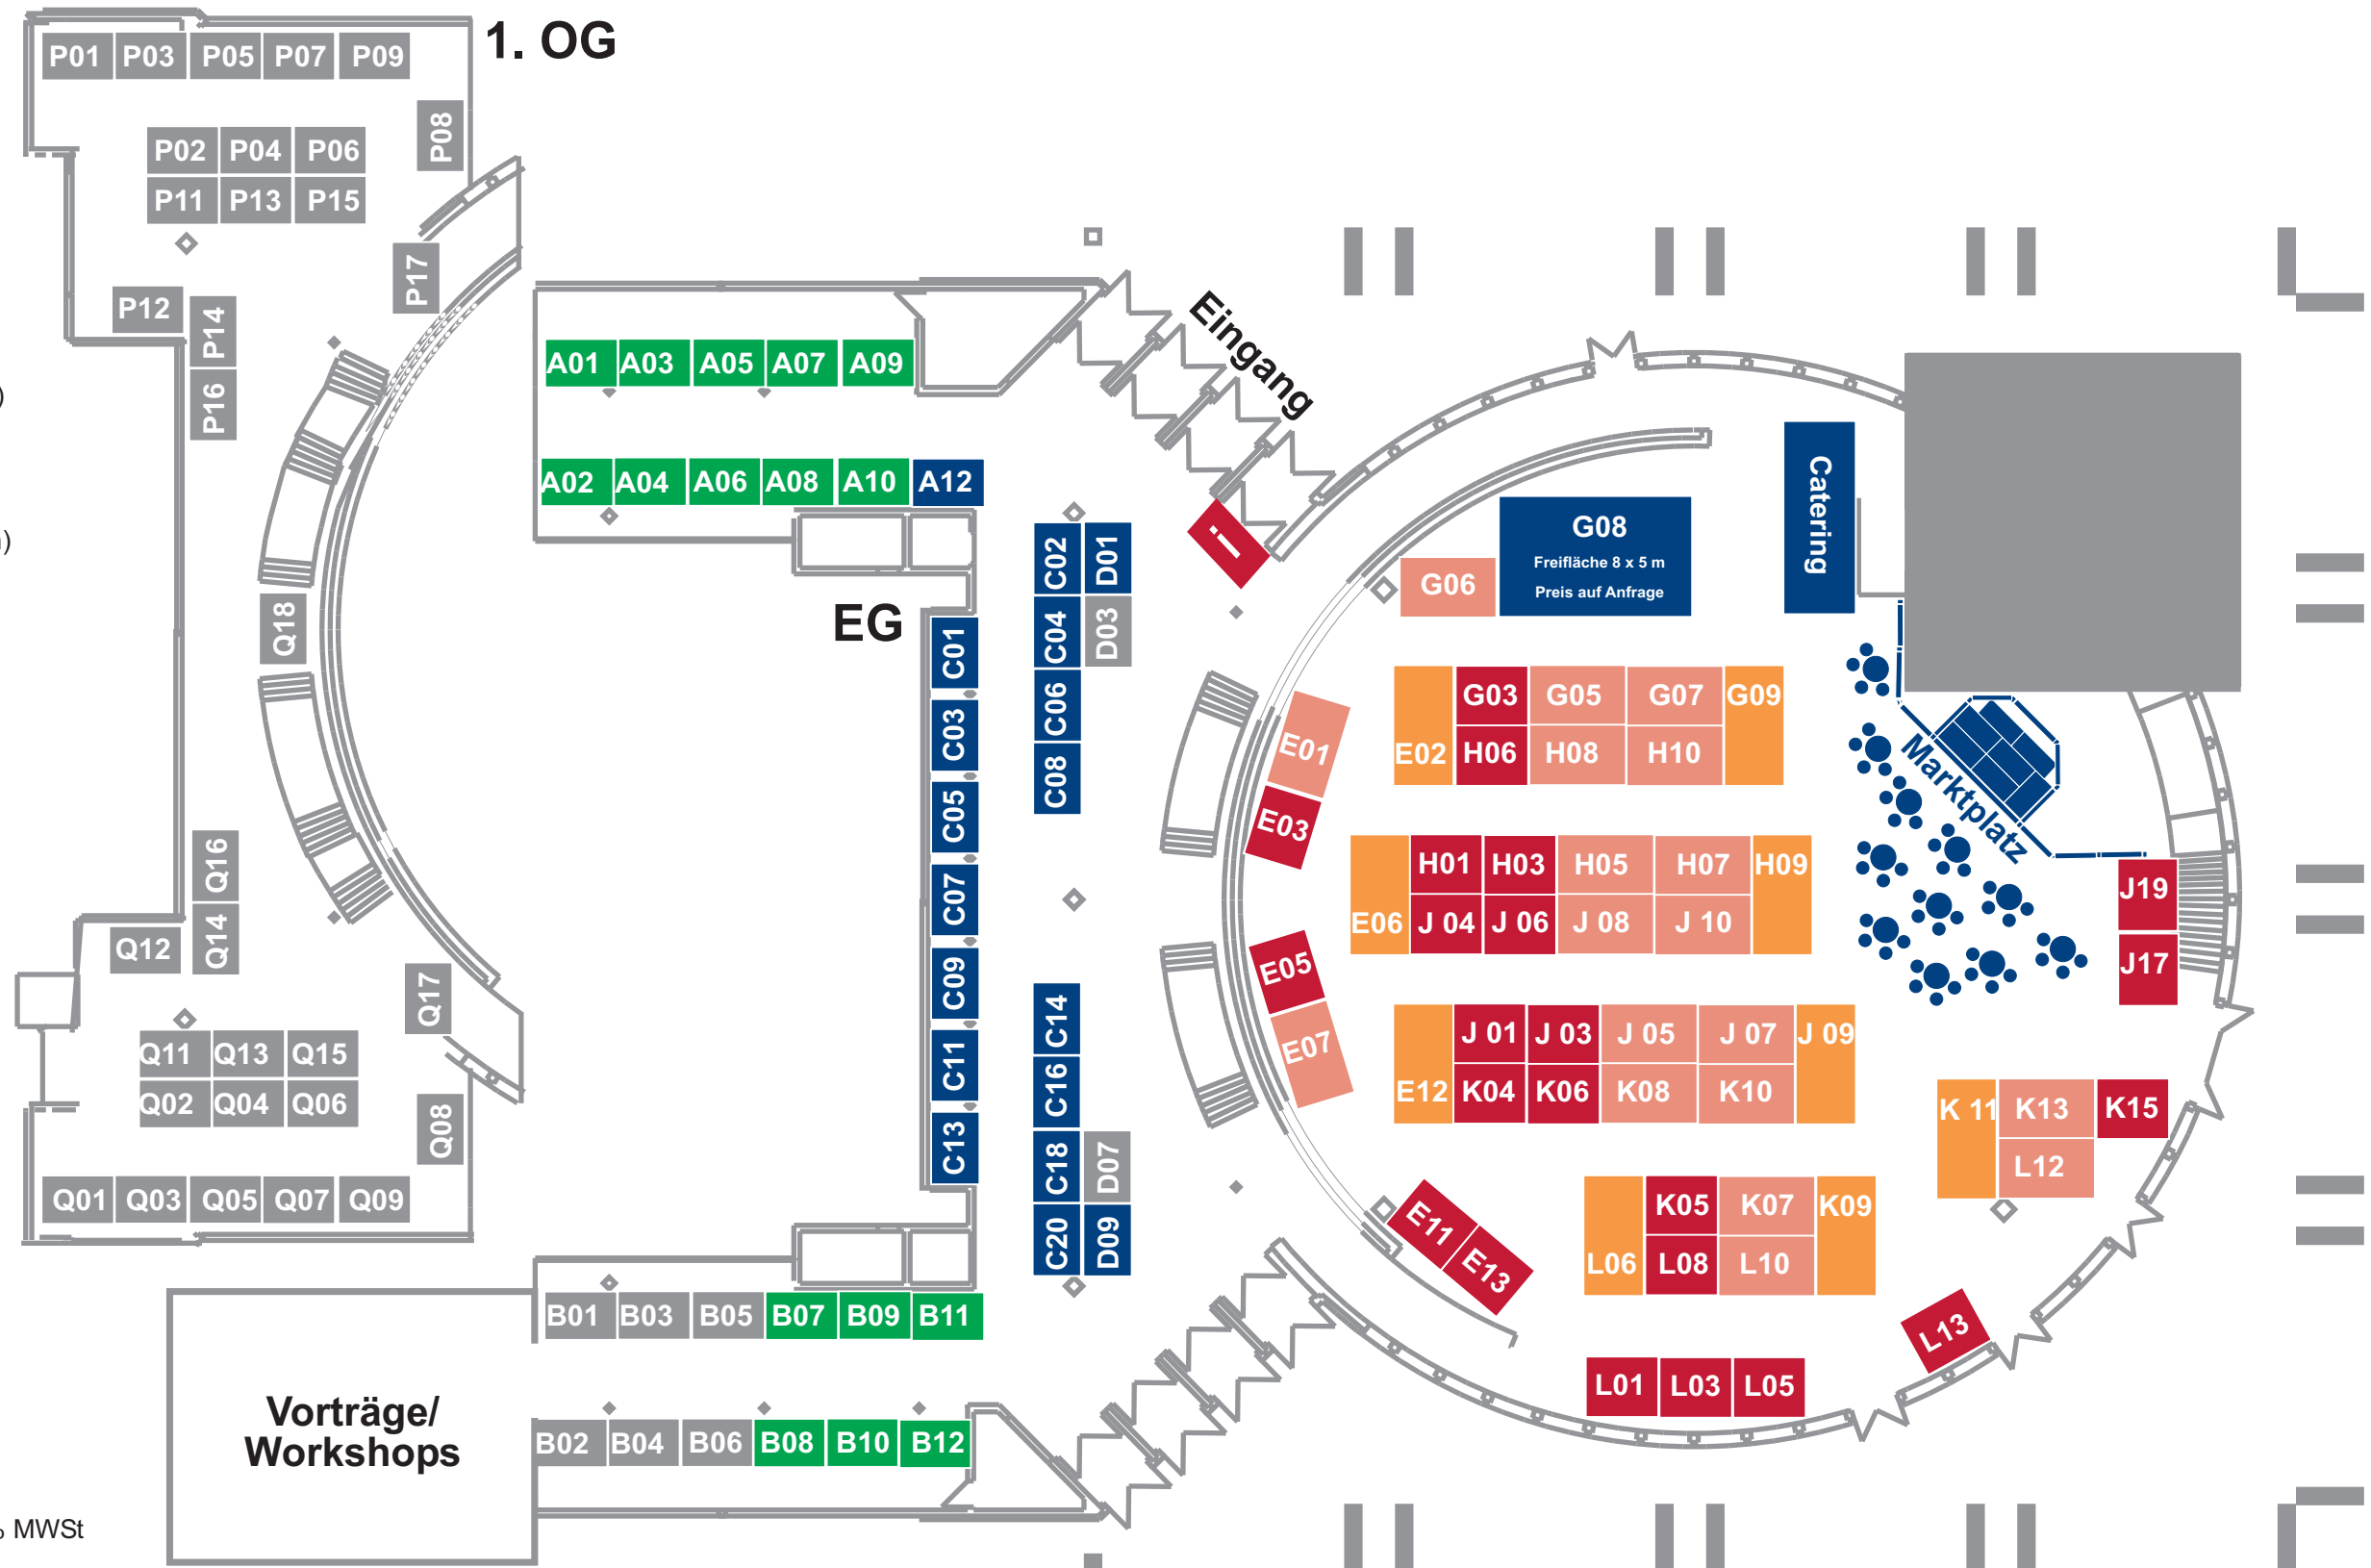 1. OG
P01 P03 P05 P07 P09
P08
P02 P04 P06
P11 P13 P15
P17
P12
P14
P16
)
)
Q18
Q16
Q14
Q12
Q17
Q11 Q13 Q15
Q02 Q04 Q06
Q08
Q01 Q03 Q05 Q07 Q09
Vorträge/
Workshops
MWSt
Eingang
A01 A03 A05 A07 A09
A02 A04 A06 A08 A10 A12
EG
C01
C03
C05
C07
C09
C11
C13
C02 D01
C04 D03
C06
C08
C14
C16
C18 D07
C20 D09
B01 B03 B05 B07 B09 B11
B02 B04 B06 B08 B10 B12
i
G06
G08
Freifläche 8 x 5 m
Preis auf Anfrage
Catering
Marktplatz
E01
E03
E05
E07
E11
E13
G03 G05 G07 G09
E02 H06 H08 H10
H01 H03 H05 H07 H09
E06 J 04 J 06 J 08 J 10
J19
J17
J 01 J 03 J 05 J 07 J 09
E12 K04 K06 K08 K10
K 11 K13 K15
L12
K05 K07 K09
L06 L08 L10
L13
L01 L03 L05